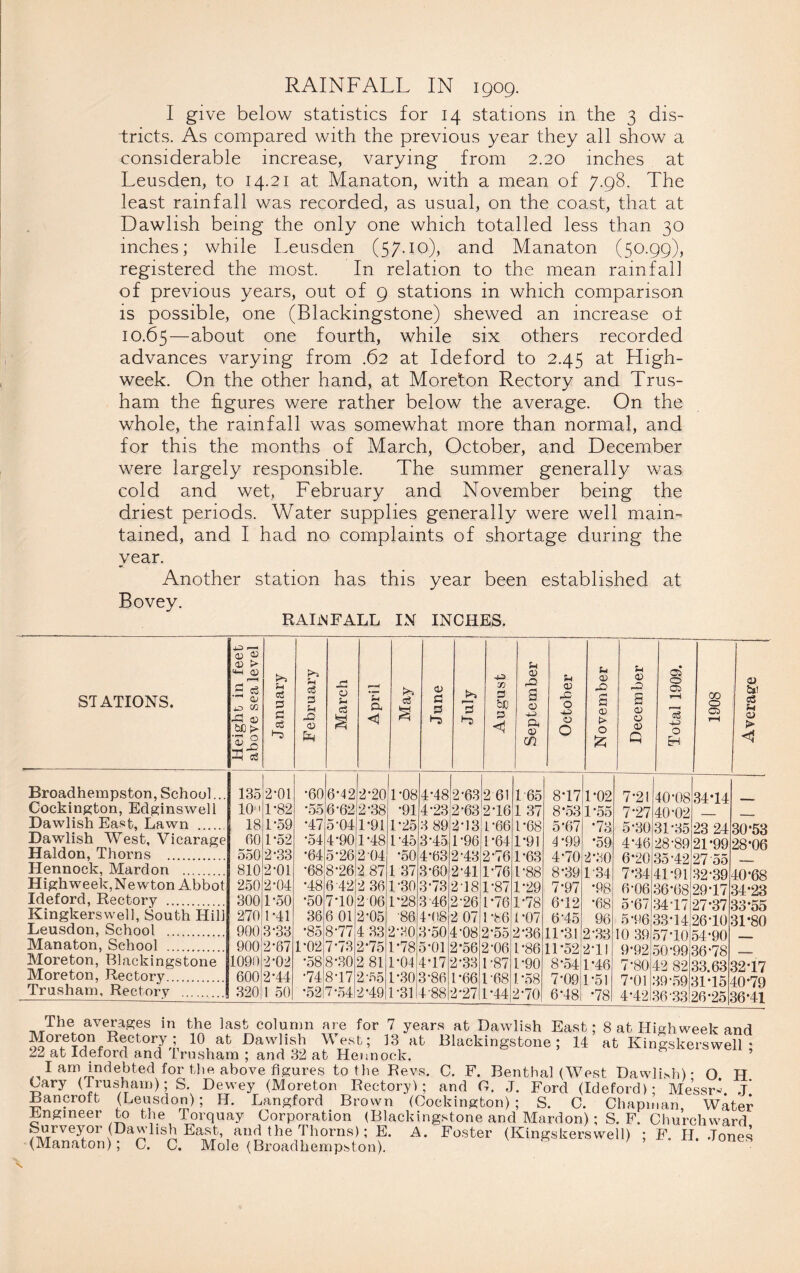 RAINFALL IN 1909.
I give below statistics for 14 stations in the 3 dis-
tricts. As compared with the previous year they all show a
considerable increase, varying from 2.20 inches at
Leusden, to 14.21 at Manaton, with a mean of 7.98. The
least rainfall was recorded, as usual, on the coast, that at
Dawlish being the only one which totalled less than 30
inches; while Leusden (57.10), and Manaton (50.99),
registered the most. In relation to the mean rainfall
of previous years, out of 9 stations in which comparison
is possible, one (Blackingstone) shewed an increase of
10.65—about one fourth, while six others recorded
advances varying from .62 at Ideford to 2.45 at High-
week. On the other hand, at Moreton Rectory and Trus-
ham the figures were rather below the average. On the
whole, the rainfall was somewhat more than normal, and
for this the months of March, October, and December
were largely responsible. The summer generally was
cold and wet, February and November being the
driest periods. Water supplies generally were well main-
tained, and I had no complaints of shortage during the
year.
Another station has this year been established at
Bovey.
RAINFALL IN INCHES.
STATIONS. Height in feet above sea level January February March April May June July August September October November December Total 1909. 1908 Average
Broadhempston, School... 135 2·01 ·60 6·42 2·20 1·08 4·48 2·63 2 61 1 65 8·17 1·02 7·21 40·08 34·14 —
Cockington, Edginswell 10 1·82 ·55 6·62 2·38 ·91 4·23 2·63 2·16 1 37 8·53 1·55 7·27 40·02 — —
Dawlish East, Lawn ...... 18 1·59 ·47 5·04 1·91 1·25 3 89 2·13 1·66 1·68 5·67 ·73 5·30 31·35 23 24 30·53
Dawlish West, Vicarage 60 1·52 ·54 4·90 1·48 1·45 3·45 1·96 1·64 1·91 4·99 ·59 4·46 28·89 21·99 28·06
Haldon, Thorns ............ 550 2·33 ·64 5·26 2 04 ·50 4·63 2·43 2·76 1·63 4·70 2·30 6·20 35·42 27 55 —
Hennock, Mardon ......... 810 2·01 ·68 8·26 2 87 1 37 3·60 2·41 1·76 1·88 8·39 1 34 7·34 41·91 32·39 40·68
Highweek, Newton Abbot 250 2·04 ·48 6 42 2 36 1·30 3·73 2·18 1·87 1·29 7·97 ·98 6·06 36·68 29·17 34·23
Ideford, Rectory ............ 300 1·50 ·50 7·10 2 06 1·28 3 46 2·26 1·76 1·78 6·12 ·68 5·67 34·17 27·37 33·55
Kingkerswell, South Hill 270 1·41 36 6 01 2·05 ·86 4·08 2 07 1·86 1·07 6·45 96 5·96 33·14 26·10 31·80
Leusdon, School ............ 900 3·33 ·85 8·77 4 33 2·30 3·50 4·08 2·55 2·36 11·31 2·33 10 39 57·10 54·90 —
Manaton, School ............ 900 2·67 1·02 7·73 2·75 1·78 5·01 2·56 2·06 1·86 11·52 2·11 9·92 50·99 36·78 —
Moreton, Blackingstone 1090 2·02 ·58 8·30 2 81 1·04 4·17 2·33 1·87 1·90 8·54 1·46 7·80 42 82 33.63 32·17
Moreton, Rectory............ 600 2·44 ·74 8·17 2·55 1·30 3·86 1·66 1·68 1·58 7·09 1·51 7·01 39·59 31·15 40·79
Trusham, Rectory ......... 320 1 50 ·52 7·54 2·49 1·31 4·88 2·27 1·44 2·70 6·48 ·78 4·42 36·33 26·25 36·41
The averages in the last column are for 7 years at Dawlish East; 8 at Highweek and
Moreton Rectory; 10 at Dawlish West; 13 at Blackingstone; 14 at Kingskerswell;
22 at Ideford and Trusham; and 32 at Hennock.
I am indebted for the above figures to the Revs. C. F. Benthal (West Dawlish); O. H.
Cary (Trusham); S. Dewey (Moreton Rectory); and G. J. Ford (Ideford); Messrs. J.
Bancroft (Leusdon); H. Langford Brown (Cockington); S. C. Chapman, Water
Engineer to the Torquay Corporation (Blackingstone and Mardon); S. F. Churchward,
Surveyor (Dawlish East, and the Thorns); E. A. Foster (Kingskerswell); F. H. Jones
(Manaton); C. C. Mole (Broadhempston).